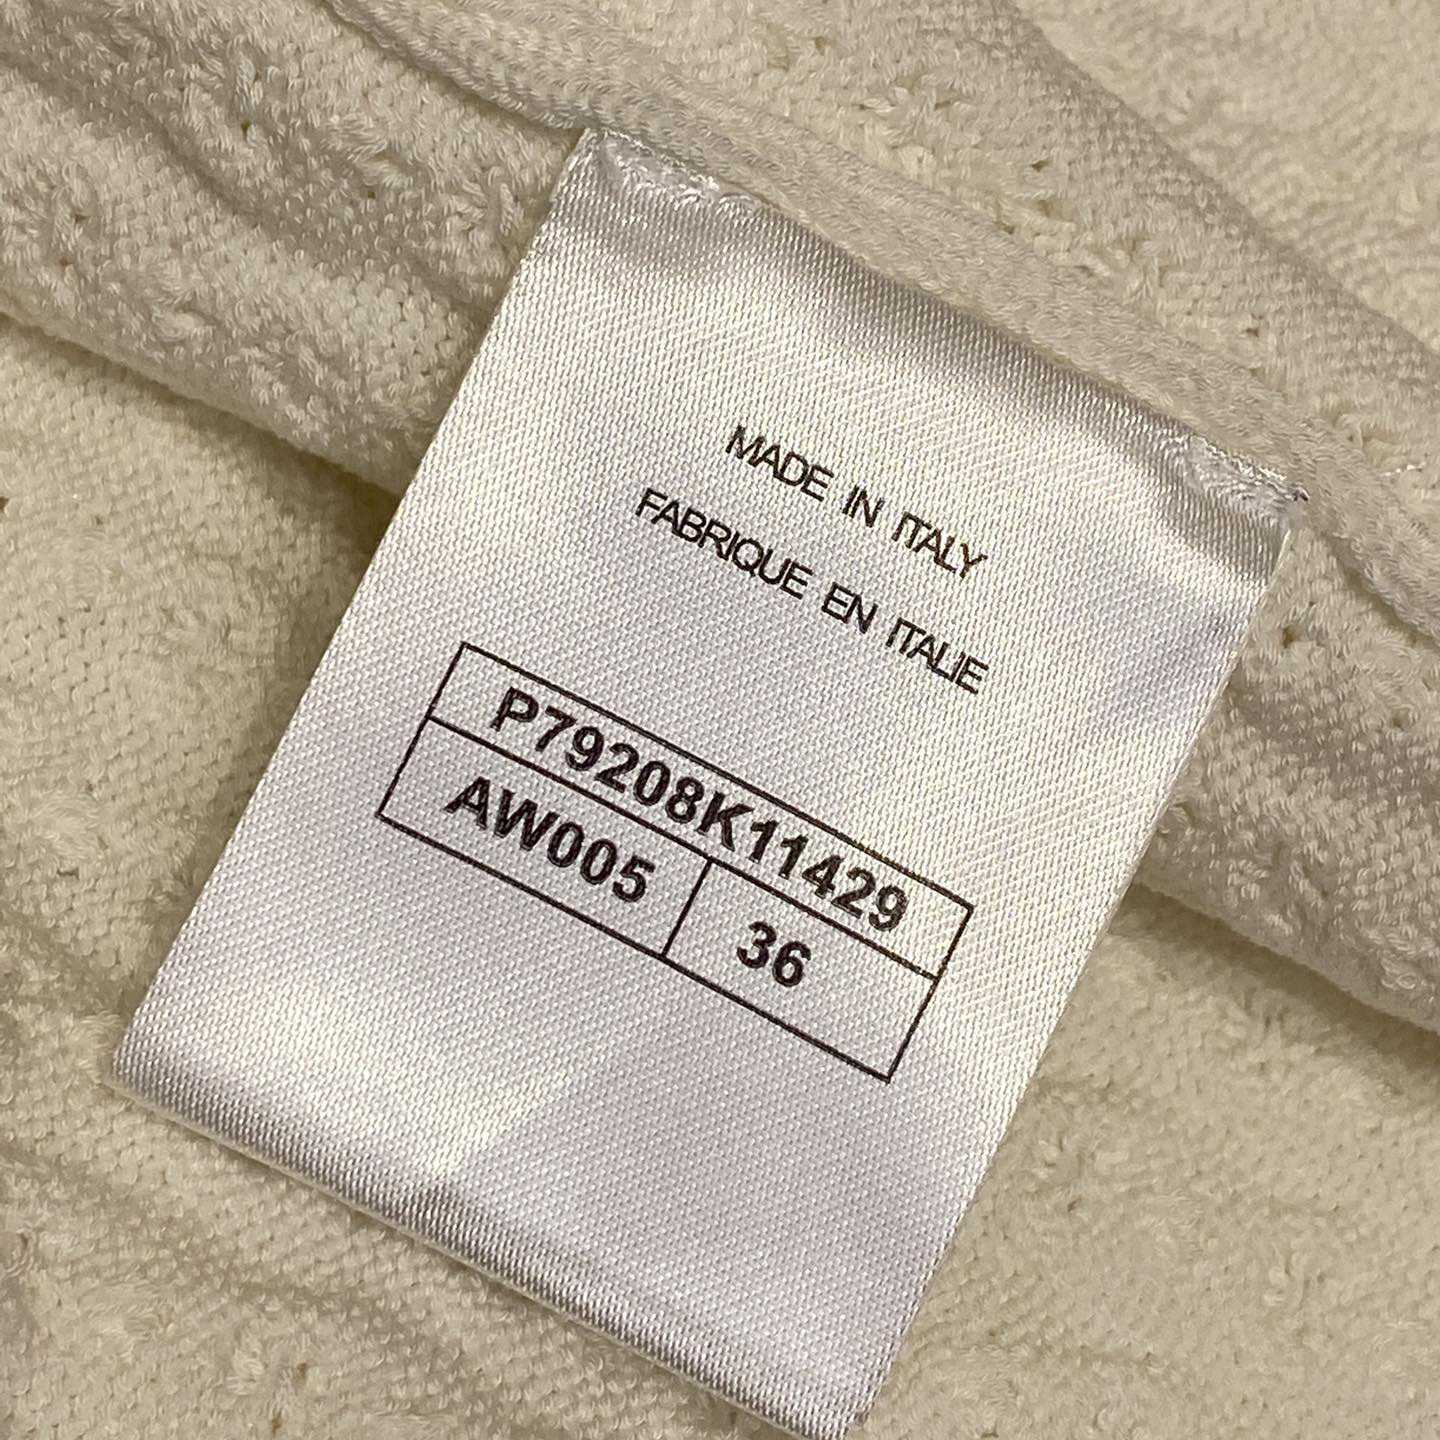 MADE IN ITALY
FABRIQUE EN ITALIE
P79208K11429
AW005 36